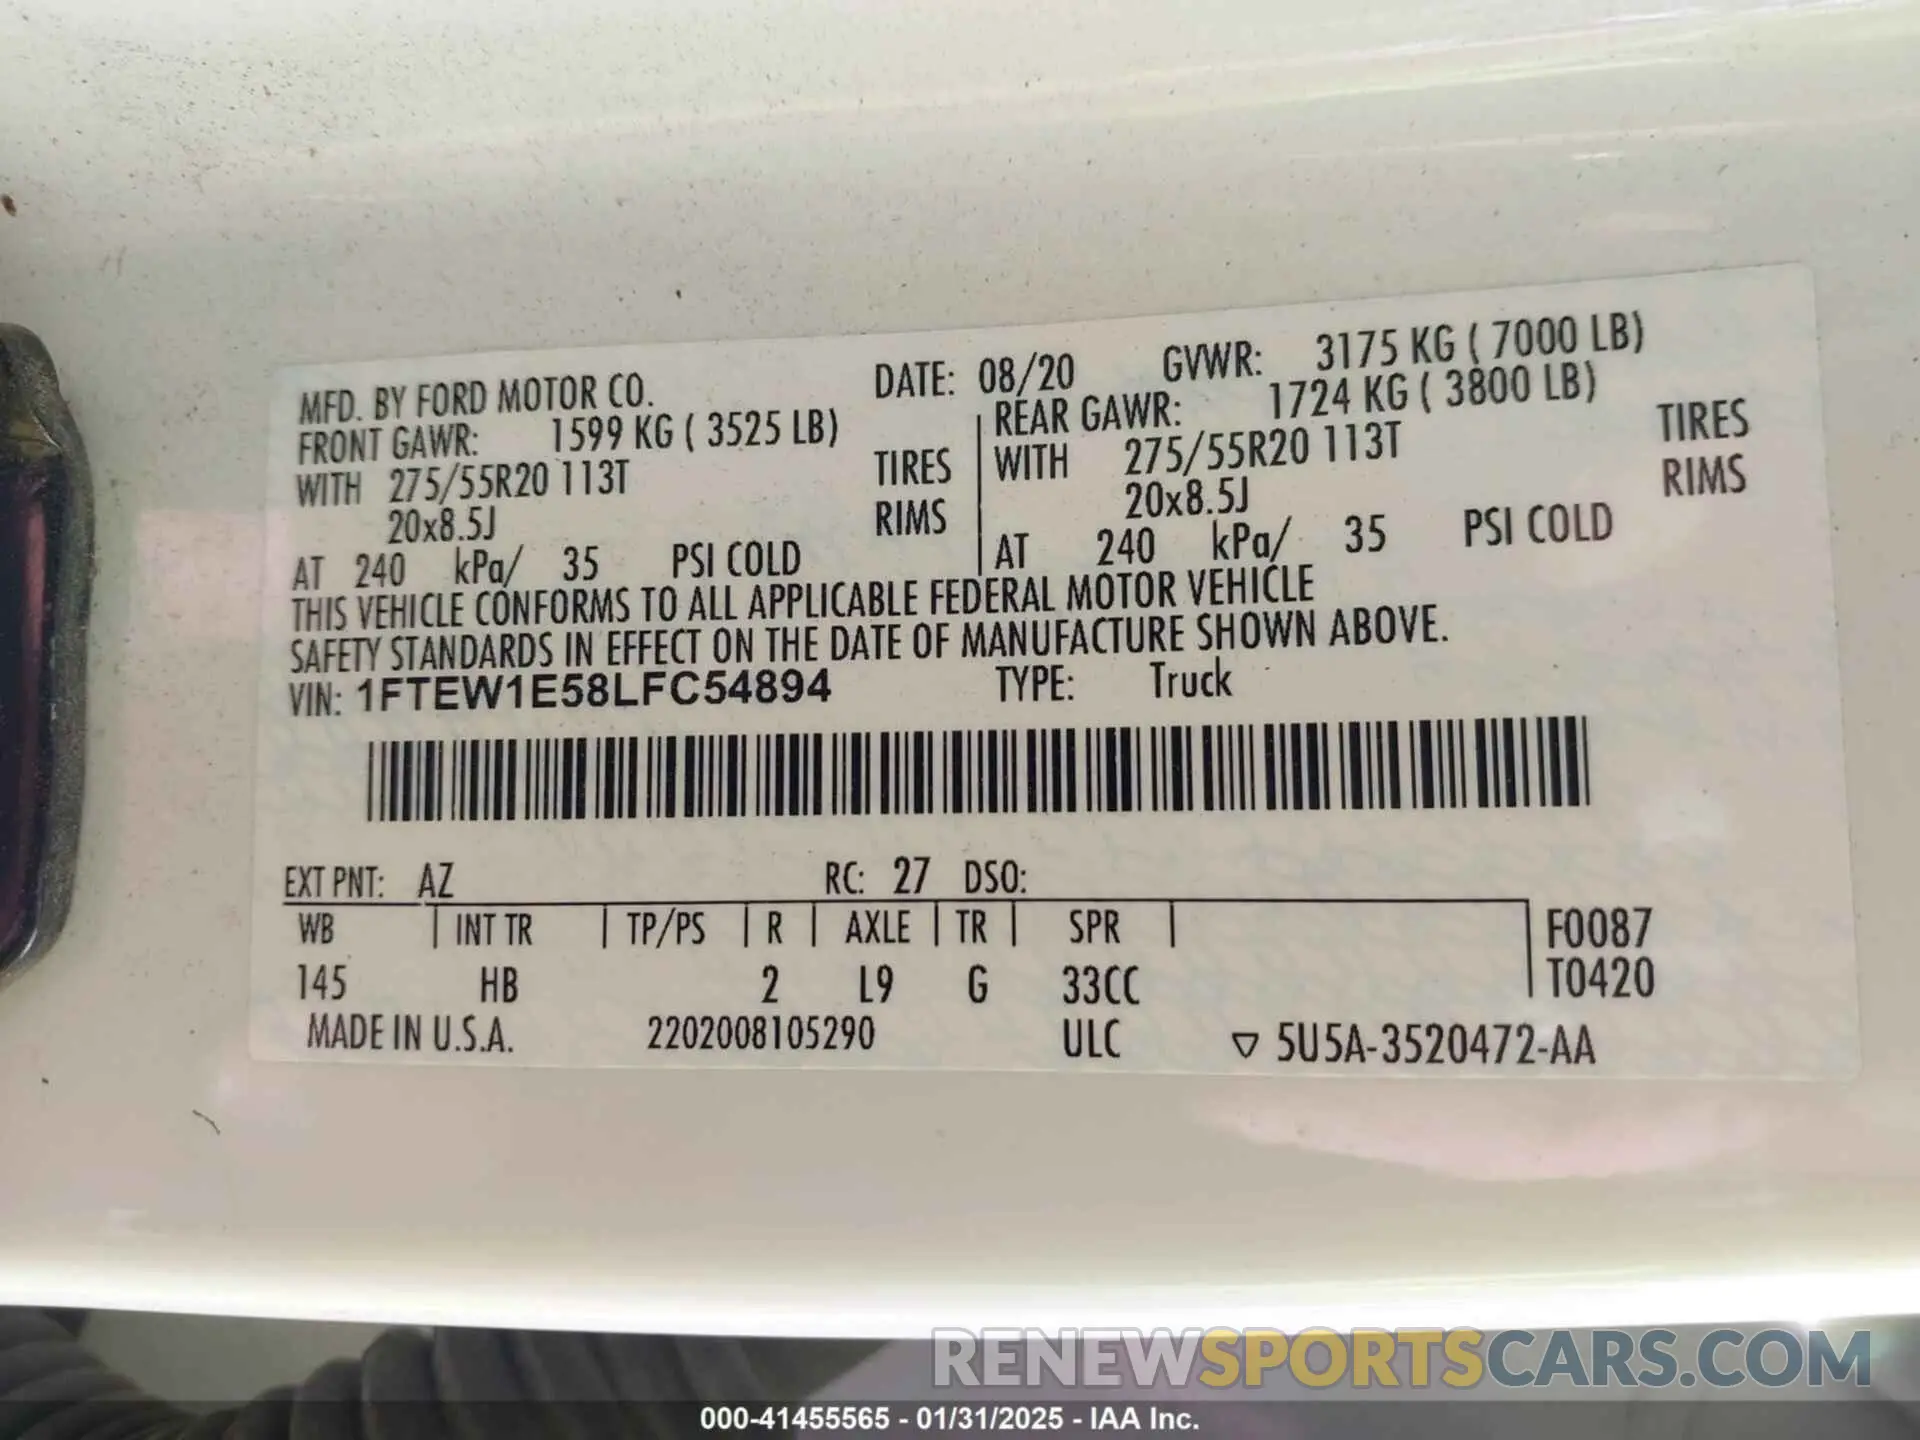 MFD. BY FORD MOTOR CO. DATE: 08/20 GVWR: 3175 KG ( 7000 LB)
FRONT GAWR: 1599 KG ( 3525 LB) REAR GAWR: 1724 KG ( 3800 LB)
WITH 275/55R20 113T TIRES WITH 275/55R20 113T TIRES
20x8.5J RIMS 20x8.5J RIMS
AT 240 kPa/ 35 PSI COLD AT 240 kPa/ 35 PSI COLD
THIS VEHICLE CONFORMS TO ALL APPLICABLE FEDERAL MOTOR VEHICLE
SAFETY STANDARDS IN EFFECT ON THE DATE OF MANUFACTURE SHOWN ABOVE.
VIN: 1FTEW1E58LFC54894 TYPE: Truck
EXT PNT: AZ RC: 27 DSO:
WB INT TR TP/PS R AXLE TR SPR F0087
145 HB 2 L9 G 33CC T0420
MADE IN U.S.A. 2202008105290 ULC ▽ 5U5A-3520472-AA
RENEWSPORTSCARS.COM
000-41455565 - 01/31/2025 - IAA Inc.